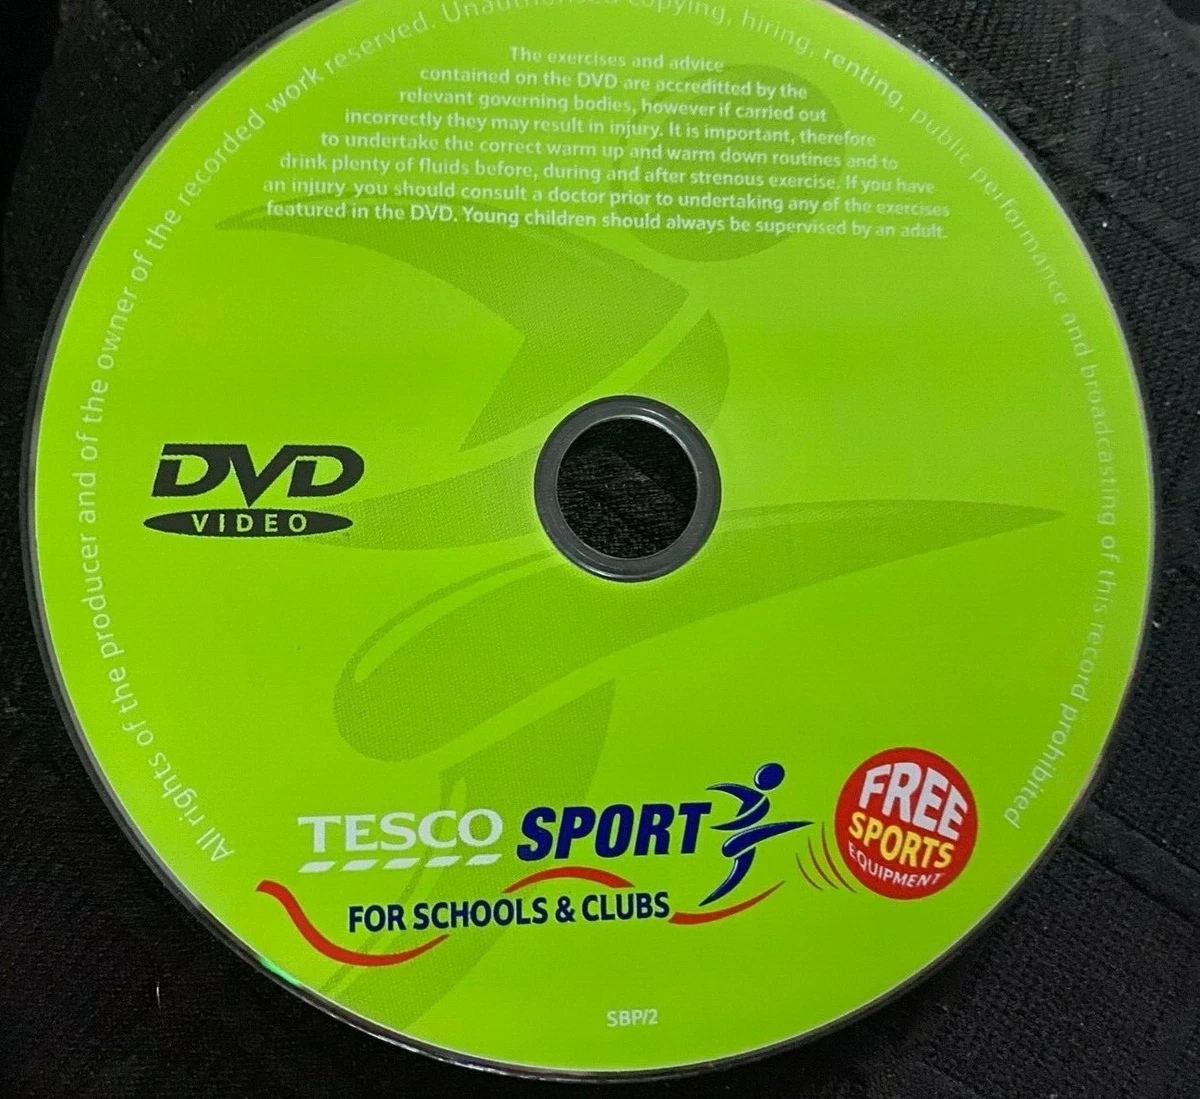 All rights of the producer and of the owner of the recorded work reserved. Unauthorised copying, hiring, renting, public performance and broadcasting of this record prohibited
The exercises and advice
contained on the DVD are accreditted by the
relevant governing bodies, however if carried out
incorrectly they may result in injury. It is important, therefore
to undertake the correct warm up and warm down routines and to
drink plenty of fluids before, during and after strenous exercise. If you have
an injury you should consult a doctor prior to undertaking any of the exercises
featured in the DVD. Young children should always be supervised by an adult.
DVD
VIDEO
TESCO SPORT
FOR SCHOOLS & CLUBS
FREE
SPORTS
EQUIPMENT
SBP/2